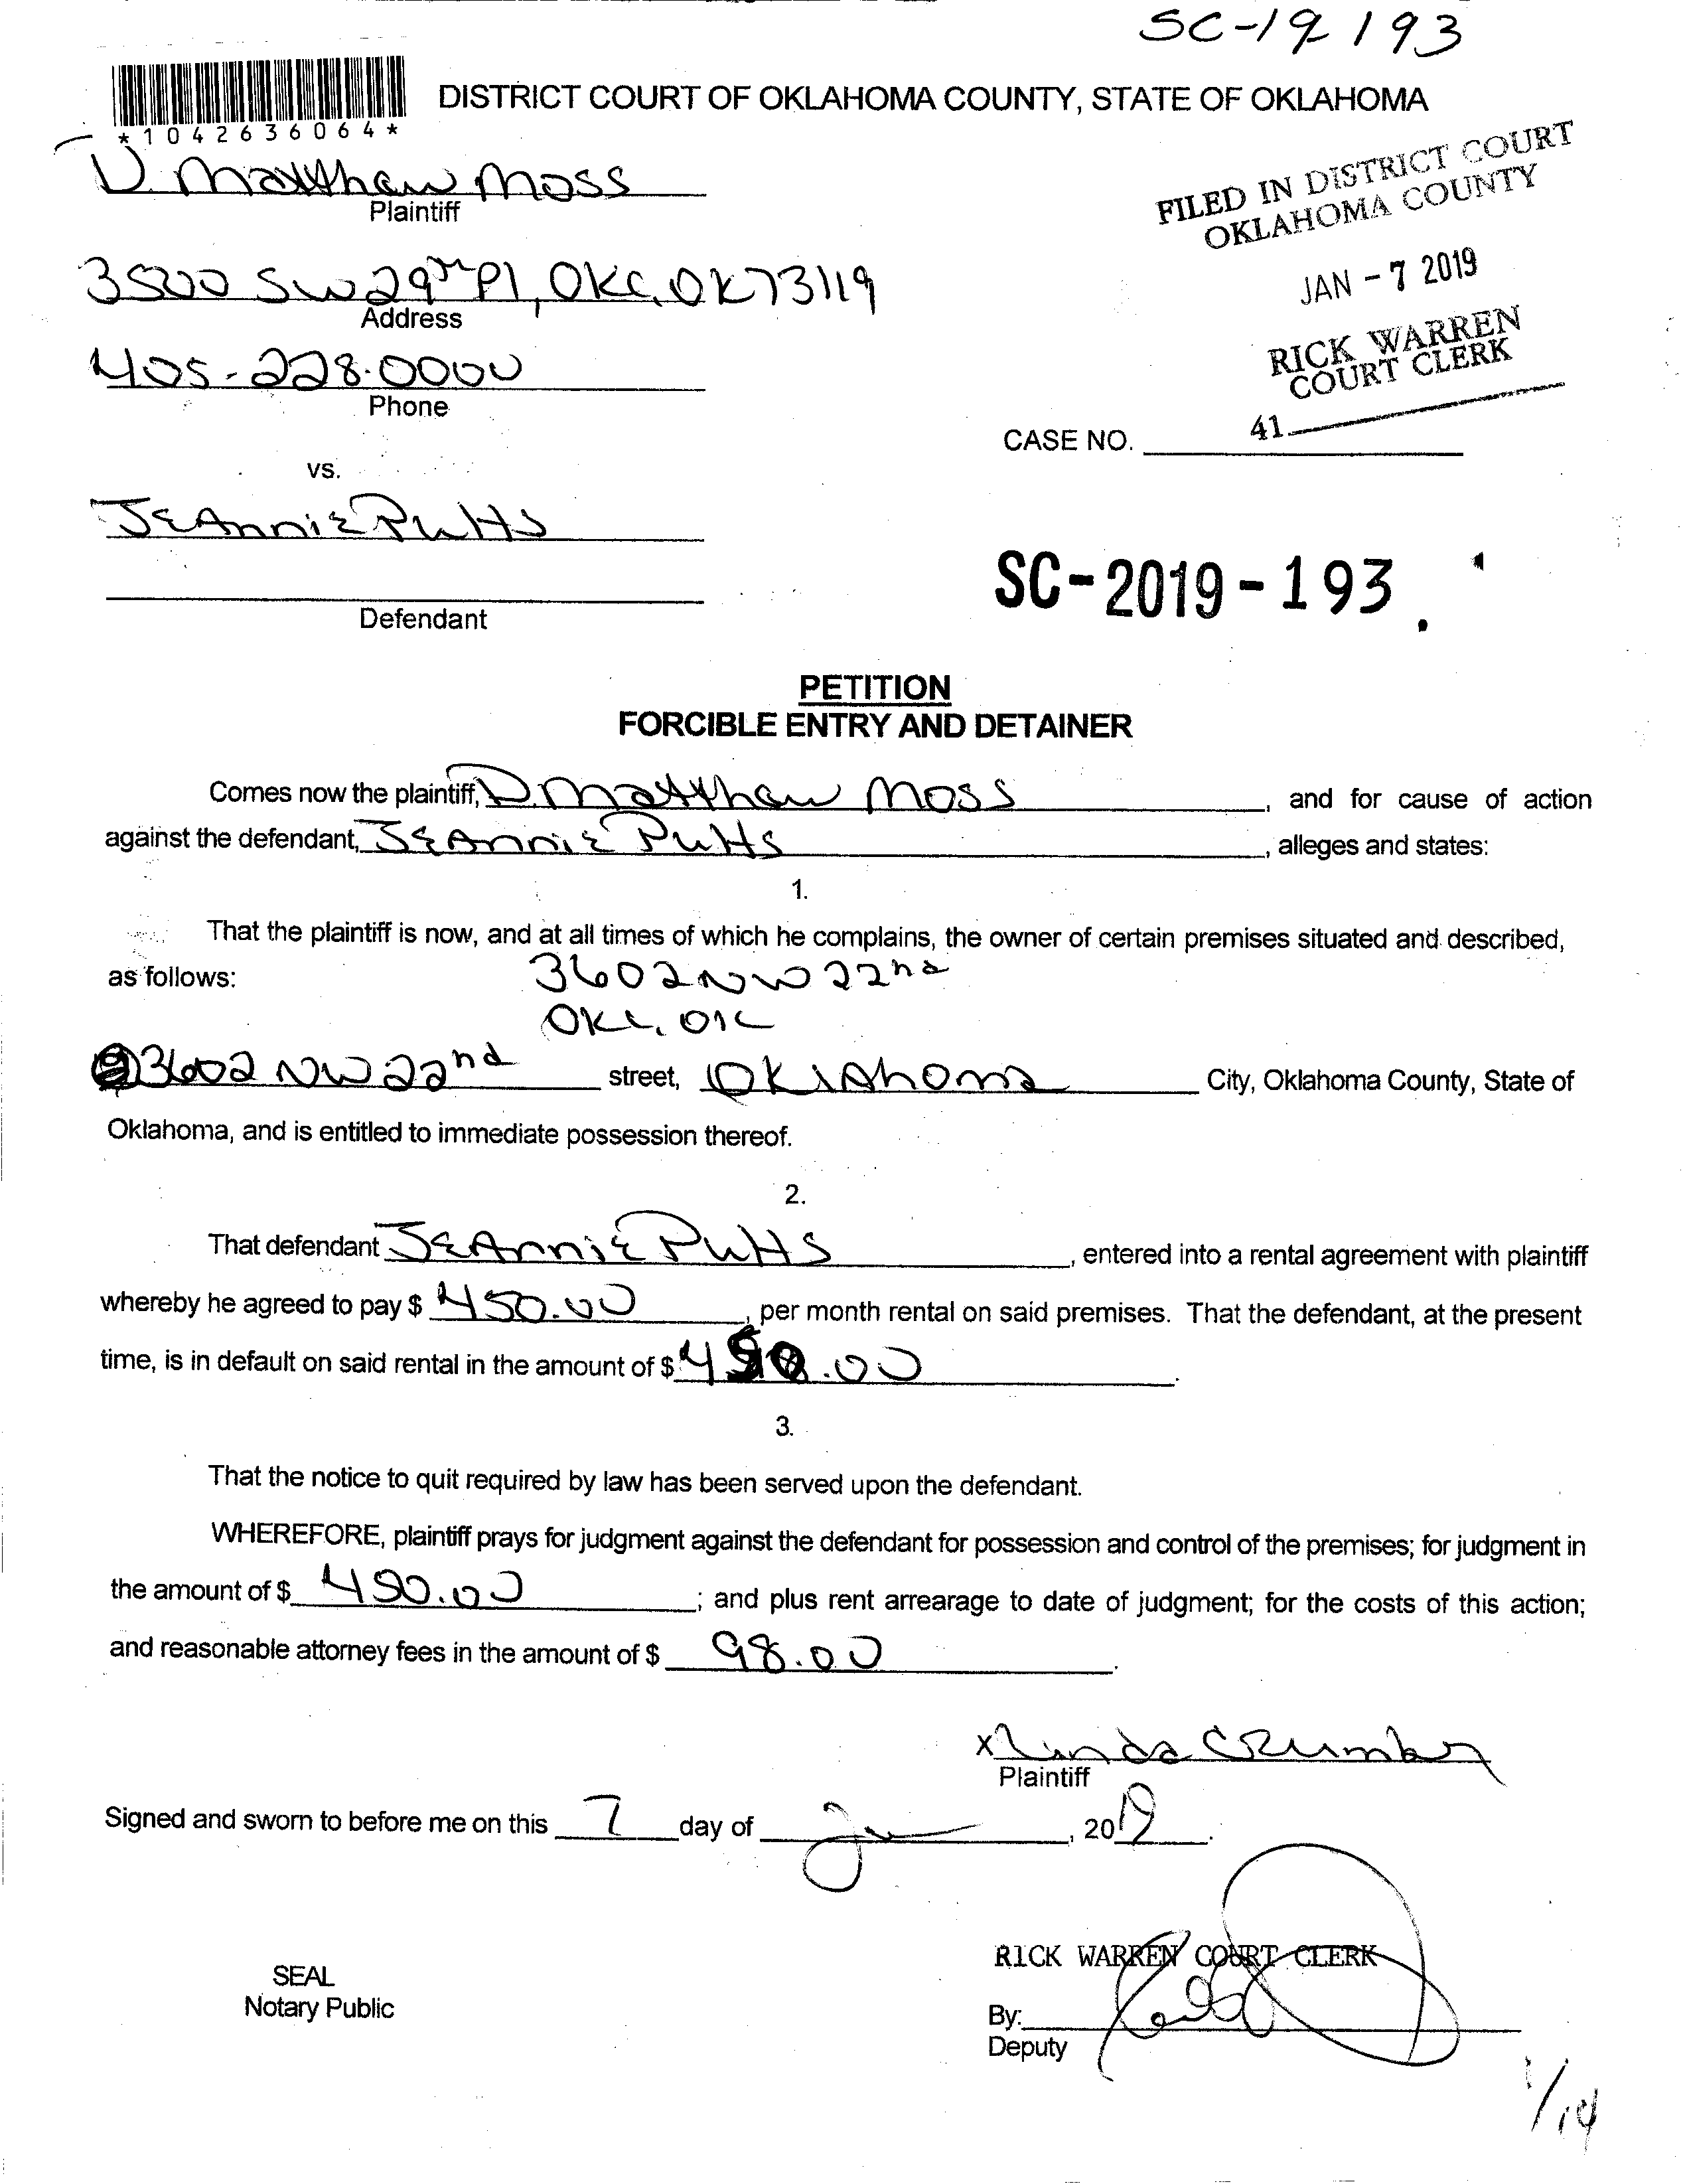 SC-19 193
DISTRICT COURT OF OKLAHOMA COUNTY, STATE OF OKLAHOMA
*1042636064*
D. Matthew Moss
Plaintiff
FILED IN DISTRICT COURT
OKLAHOMA COUNTY
JAN - 7 2019
RICK WARREN
COURT CLERK
41
3500 SW 29th Pl, OKC, OK 73119
Address
405-228-0000
Phone
CASE NO.
vs.
JEAnniE Putts
Defendant
SC-2019-193
PETITION
FORCIBLE ENTRY AND DETAINER
Comes now the plaintiff, D. Matthew Moss, and for cause of action
against the defendant, JEAnniE Putts, alleges and states:
1.
That the plaintiff is now, and at all times of which he complains, the owner of certain premises situated and described,
as follows: 3602 NW 22nd
OKC, OK
3602 NW 22nd street, Oklahoma City, Oklahoma County, State of
Oklahoma, and is entitled to immediate possession thereof.
2.
That defendant JEAnniE Putts, entered into a rental agreement with plaintiff
whereby he agreed to pay $ 450.00, per month rental on said premises. That the defendant, at the present
time, is in default on said rental in the amount of $
3.
That the notice to quit required by law has been served upon the defendant.
WHEREFORE, plaintiff prays for judgment against the defendant for possession and control of the premises; for judgment in
the amount of $ 450.00; and plus rent arrearage to date of judgment; for the costs of this action;
and reasonable attorney fees in the amount of $ 98.00.
x Linda Crumby
Plaintiff
Signed and sworn to before me on this 7 day of Jan, 2019.
RICK WARREN COURT CLERK
SEAL
Notary Public
By:
Deputy
1/14